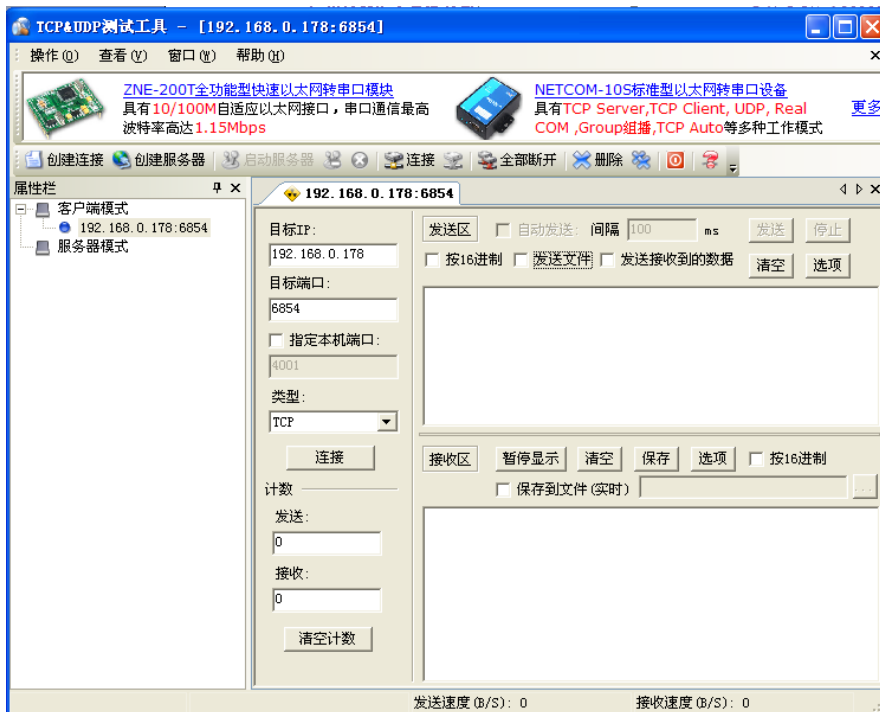 TCP&UDP测试工具 - [192.168.0.178:6854]
操作(O) 查看(V) 窗口(W) 帮助(H)
ZNE-200T全功能型快速以太网转串口模块
具有10/100M自适应以太网接口，串口通信最高
波特率高达1.15Mbps
NETCOM-10S标准型以太网转串口设备
具有TCP Server,TCP Client, UDP, Real
COM ,Group组播,TCP Auto等多种工作模式
更多
创建连接 创建服务器 启动服务器 连接 全部断开 删除
属性栏
客户端模式
192.168.0.178:6854
服务器模式
192.168.0.178:6854
目标IP:
192.168.0.178
目标端口:
6854
指定本机端口:
4001
类型:
TCP
连接
计数
发送:
0
接收:
0
清空计数
发送区 自动发送: 间隔 100 ms 发送 停止
按16进制 发送文件 发送接收到的数据 清空 选项
接收区 暂停显示 清空 保存 选项 按16进制
保存到文件(实时) ...
发送速度(B/S): 0 接收速度(B/S): 0